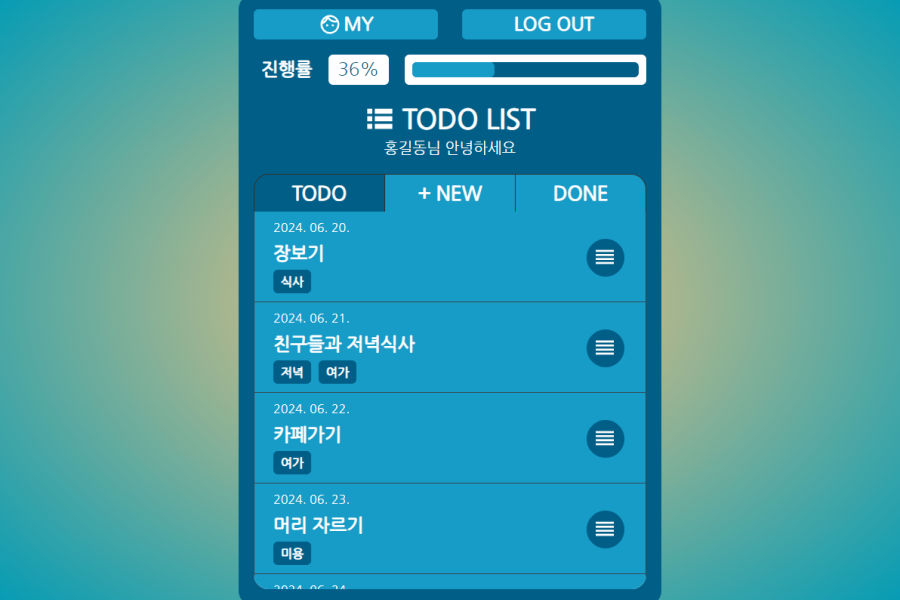 MY
LOG OUT
진행률
36%
TODO LIST
홍길동님 안녕하세요
TODO
+ NEW
DONE
2024. 06. 20.
장보기
식사
2024. 06. 21.
친구들과 저녁식사
저녁 여가
2024. 06. 22.
카페가기
여가
2024. 06. 23.
머리 자르기
미용
2024. 06. 24.